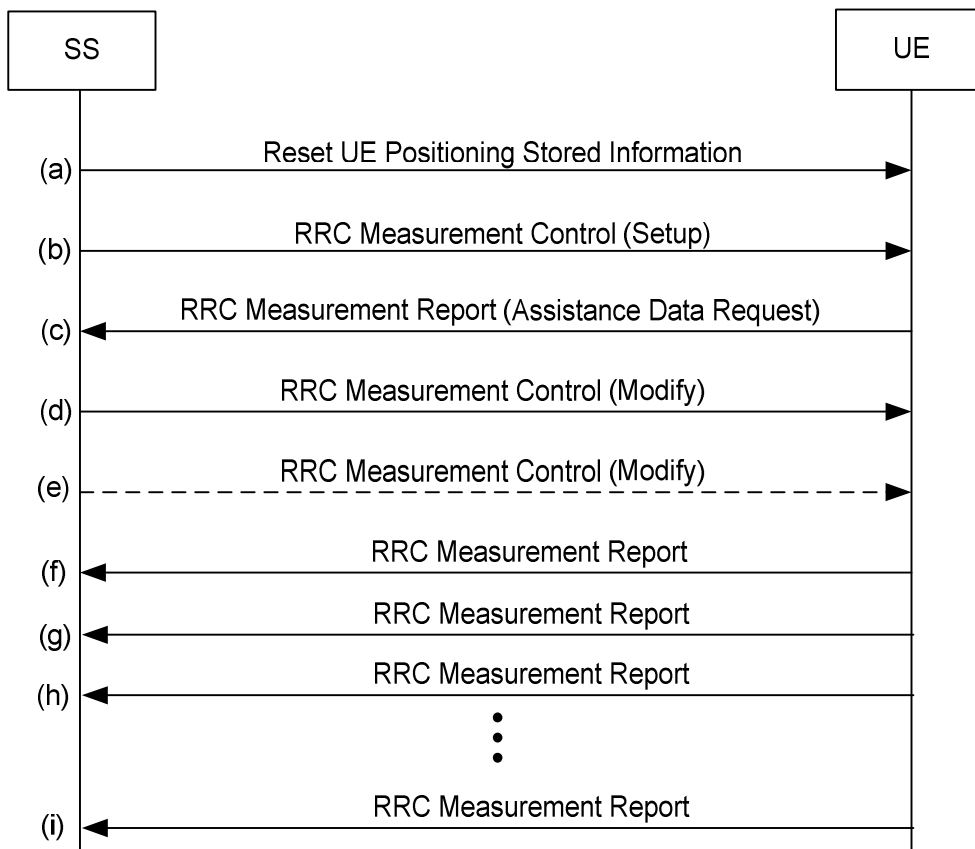 SS
UE
Reset UE Positioning Stored Information
(a)
RRC Measurement Control (Setup)
(b)
RRC Measurement Report (Assistance Data Request)
(c)
RRC Measurement Control (Modify)
(d)
RRC Measurement Control (Modify)
(e)
RRC Measurement Report
(f)
RRC Measurement Report
(g)
RRC Measurement Report
(h)
RRC Measurement Report
(i)